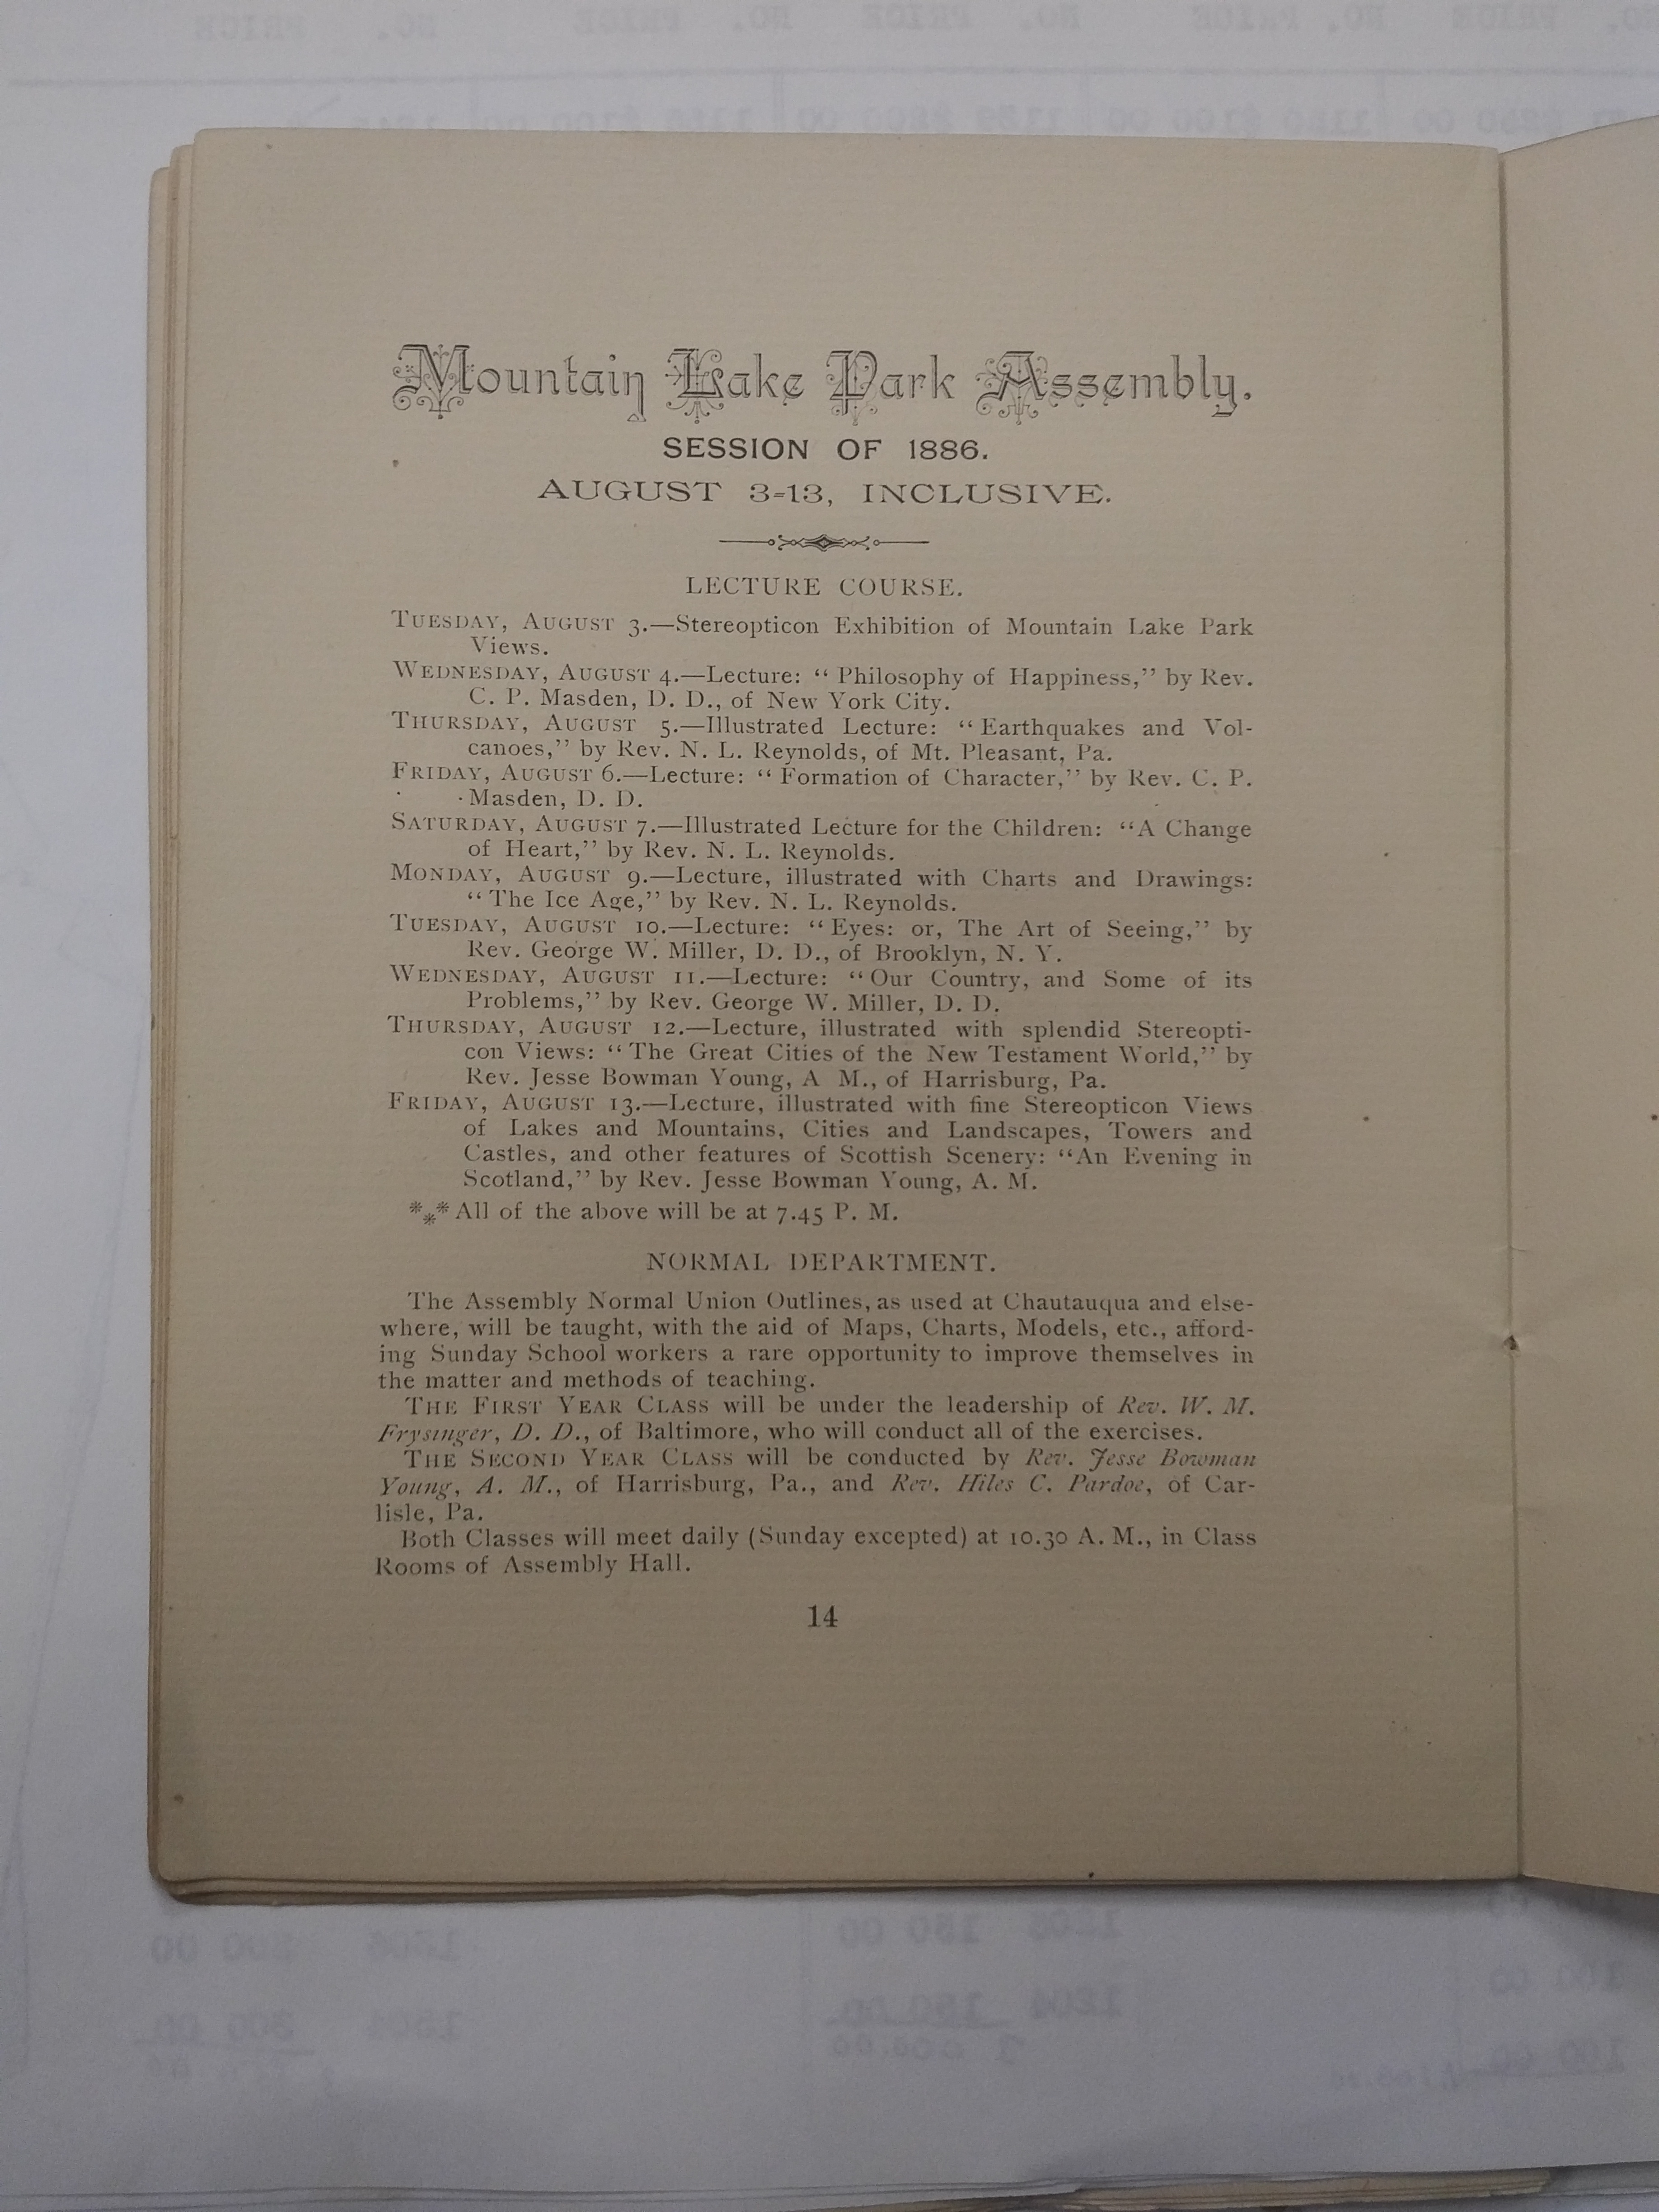 Mountain Lake Park Assembly.
SESSION OF 1886.
AUGUST 3-13, INCLUSIVE.
LECTURE COURSE.
TUESDAY, AUGUST 3.—Stereopticon Exhibition of Mountain Lake Park
Views.
WEDNESDAY, AUGUST 4.—Lecture: “ Philosophy of Happiness,” by Rev.
C. P. Masden, D. D., of New York City.
THURSDAY, AUGUST 5.—Illustrated Lecture: “ Earthquakes and Vol-
canoes,” by Rev. N. L. Reynolds, of Mt. Pleasant, Pa.
FRIDAY, AUGUST 6.—Lecture: “ Formation of Character,” by Rev. C. P.
Masden, D. D.
SATURDAY, AUGUST 7.—Illustrated Lecture for the Children: “A Change
of Heart,” by Rev. N. L. Reynolds.
MONDAY, AUGUST 9.—Lecture, illustrated with Charts and Drawings:
“ The Ice Age,” by Rev. N. L. Reynolds.
TUESDAY, AUGUST 10.—Lecture: “ Eyes: or, The Art of Seeing,” by
Rev. George W. Miller, D. D., of Brooklyn, N. Y.
WEDNESDAY, AUGUST 11.—Lecture: “ Our Country, and Some of its
Problems,” by Rev. George W. Miller, D. D.
THURSDAY, AUGUST 12.—Lecture, illustrated with splendid Stereopti-
con Views: “ The Great Cities of the New Testament World,” by
Rev. Jesse Bowman Young, A M., of Harrisburg, Pa.
FRIDAY, AUGUST 13.—Lecture, illustrated with fine Stereopticon Views
of Lakes and Mountains, Cities and Landscapes, Towers and
Castles, and other features of Scottish Scenery: “An Evening in
Scotland,” by Rev. Jesse Bowman Young, A. M.
*** All of the above will be at 7.45 P. M.
NORMAL DEPARTMENT.
The Assembly Normal Union Outlines, as used at Chautauqua and else-
where, will be taught, with the aid of Maps, Charts, Models, etc., afford-
ing Sunday School workers a rare opportunity to improve themselves in
the matter and methods of teaching.
THE FIRST YEAR CLASS will be under the leadership of Rev. W. M.
Frysinger, D. D., of Baltimore, who will conduct all of the exercises.
THE SECOND YEAR CLASS will be conducted by Rev. Jesse Bowman
Young, A. M., of Harrisburg, Pa., and Rev. Hiles C. Pardoe, of Car-
lisle, Pa.
Both Classes will meet daily (Sunday excepted) at 10.30 A. M., in Class
Rooms of Assembly Hall.
14